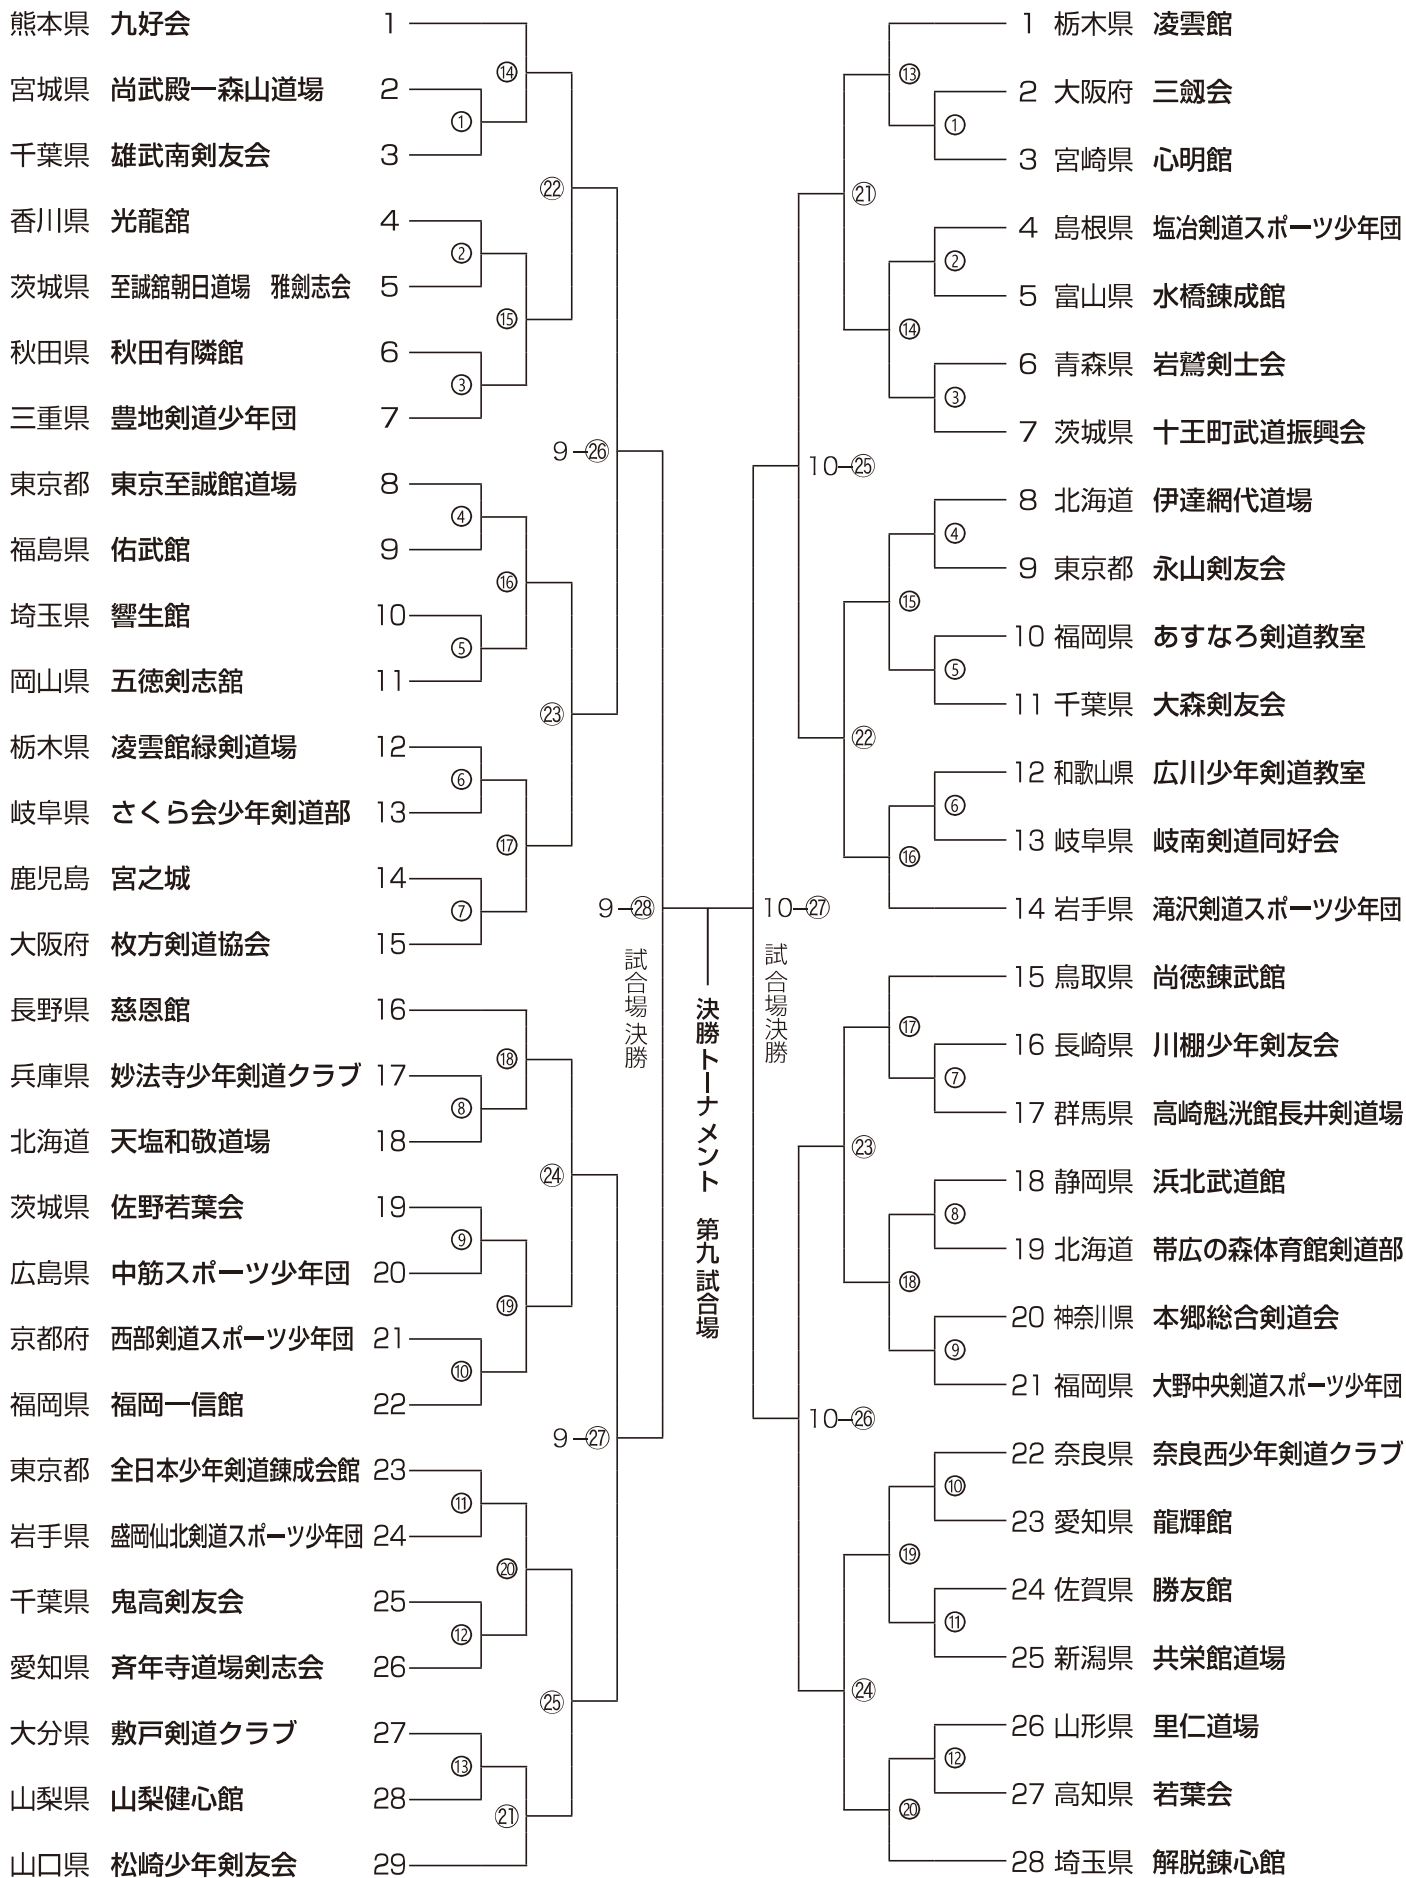 熊本県 九好会 1
宮城県 尚武殿一森山道場 2
千葉県 雄武南剣友会 3
香川県 光龍舘 4
茨城県 至誠舘朝日道場　雅劍志会 5
秋田県 秋田有隣館 6
三重県 豊地剣道少年団 7
東京都 東京至誠館道場 8
福島県 佑武館 9
埼玉県 響生館 10
岡山県 五徳剣志舘 11
栃木県 凌雲館緑剣道場 12
岐阜県 さくら会少年剣道部 13
鹿児島 宮之城 14
大阪府 枚方剣道協会 15
長野県 慈恩館 16
兵庫県 妙法寺少年剣道クラブ 17
北海道 天塩和敬道場 18
茨城県 佐野若葉会 19
広島県 中筋スポーツ少年団 20
京都府 西部剣道スポーツ少年団 21
福岡県 福岡一信館 22
東京都 全日本少年剣道錬成会館 23
岩手県 盛岡仙北剣道スポーツ少年団 24
千葉県 鬼高剣友会 25
愛知県 斉年寺道場剣志会 26
大分県 敷戸剣道クラブ 27
山梨県 山梨健心館 28
山口県 松崎少年剣友会 29
①
②
③
④
⑤
⑥
⑦
⑧
⑨
⑩
⑪
⑫
⑬
⑭
⑮
⑯
⑰
⑱
⑲
⑳
㉑
㉒
㉓
㉔
㉕
9－㉖
9－㉗
9－㉘
試合場決勝
決勝トーナメント　第九試合場
10－㉗
試合場決勝
10－㉕
10－㉖
㉑
㉒
㉓
㉔
⑬
⑭
⑮
⑯
⑰
⑱
⑲
⑳
①
②
③
④
⑤
⑥
⑦
⑧
⑨
⑩
⑪
⑫
1 栃木県 凌雲館
2 大阪府 三劔会
3 宮崎県 心明館
4 島根県 塩冶剣道スポーツ少年団
5 富山県 水橋錬成館
6 青森県 岩鷲剣士会
7 茨城県 十王町武道振興会
8 北海道 伊達網代道場
9 東京都 永山剣友会
10 福岡県 あすなろ剣道教室
11 千葉県 大森剣友会
12 和歌山県 広川少年剣道教室
13 岐阜県 岐南剣道同好会
14 岩手県 滝沢剣道スポーツ少年団
15 鳥取県 尚徳錬武館
16 長崎県 川棚少年剣友会
17 群馬県 高崎魁洸館長井剣道場
18 静岡県 浜北武道館
19 北海道 帯広の森体育館剣道部
20 神奈川県 本郷総合剣道会
21 福岡県 大野中央剣道スポーツ少年団
22 奈良県 奈良西少年剣道クラブ
23 愛知県 龍輝館
24 佐賀県 勝友館
25 新潟県 共栄館道場
26 山形県 里仁道場
27 高知県 若葉会
28 埼玉県 解脱錬心館